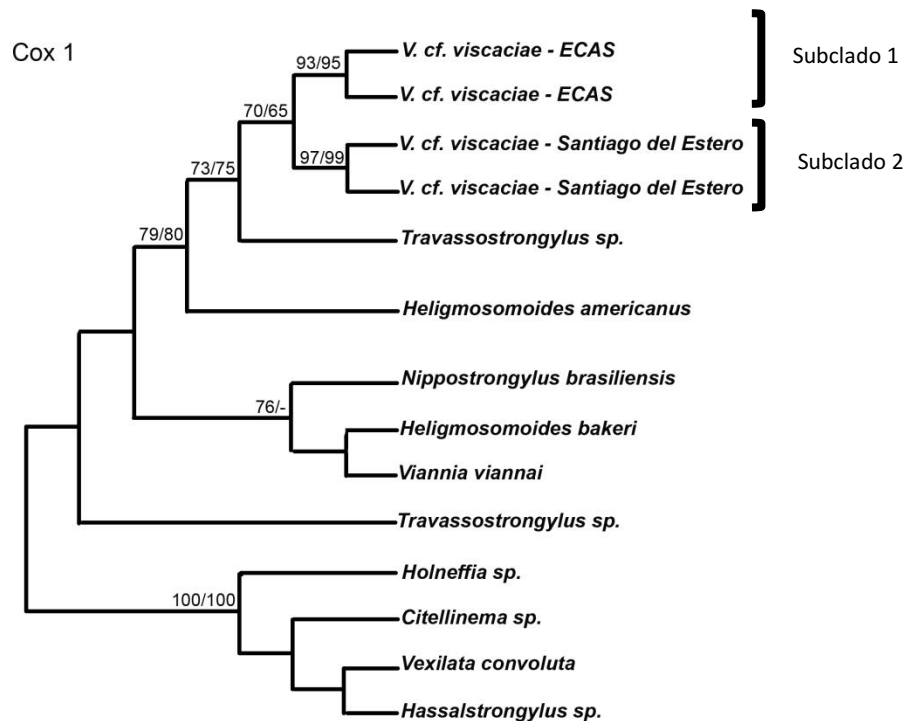 Cox 1
93/95
V. cf. viscaciae - ECAS
Subclado 1
V. cf. viscaciae - ECAS
70/65
V. cf. viscaciae - Santiago del Estero
Subclado 2
97/99
V. cf. viscaciae - Santiago del Estero
73/75
Travassostrongylus sp.
79/80
Heligmosomoides americanus
Nippostrongylus brasiliensis
76/-
Heligmosomoides bakeri
Viannia viannai
Travassostrongylus sp.
Holneffia sp.
100/100
Citellinema sp.
Vexilata convoluta
Hassalstrongylus sp.